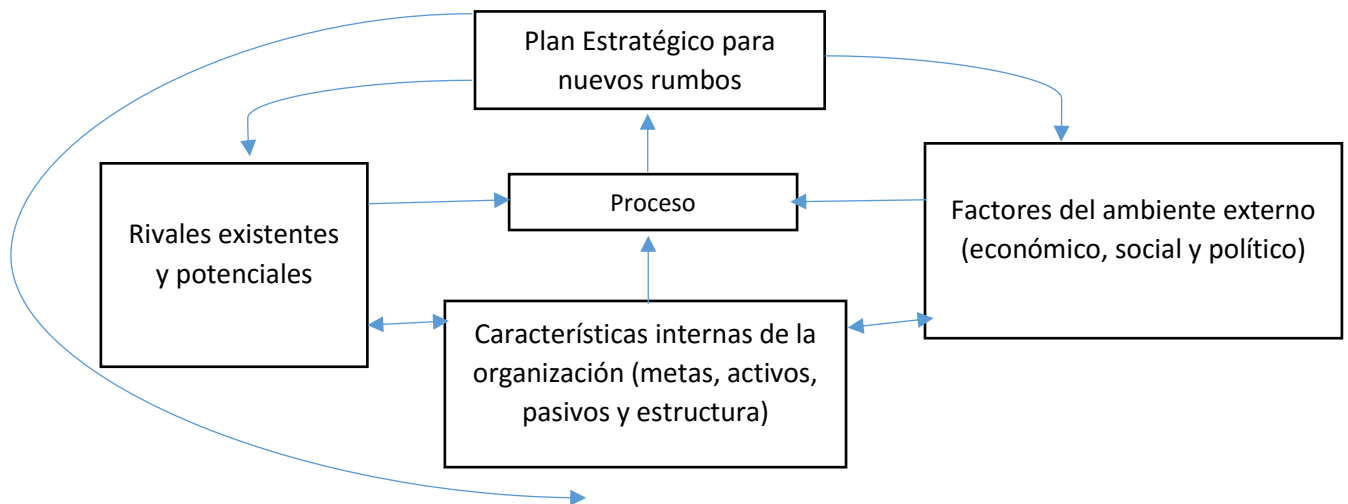 Plan Estratégico para
nuevos rumbos
Rivales existentes
y potenciales
Proceso
Factores del ambiente externo
(económico, social y político)
Características internas de la
organización (metas, activos,
pasivos y estructura)